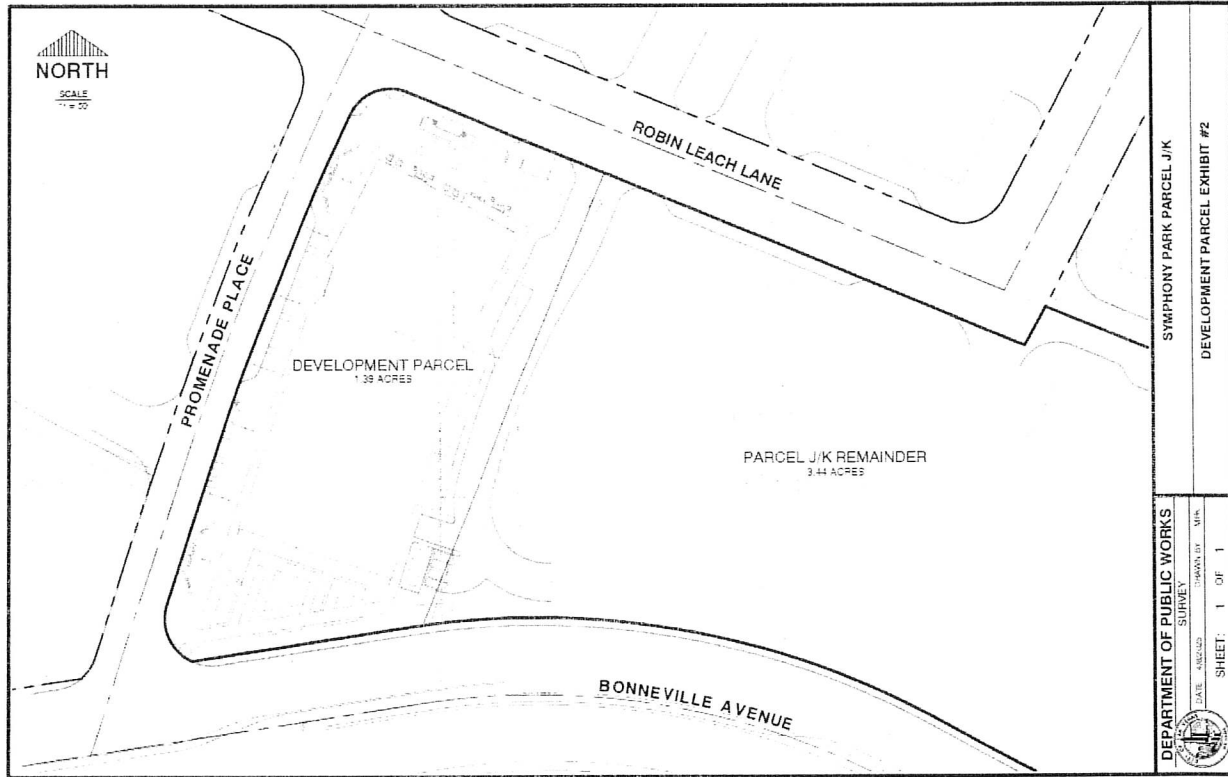 NORTH
SCALE
1" = 50'
ROBIN LEACH LANE
PROMENADE PLACE
DEVELOPMENT PARCEL
1.39 ACRES
PARCEL J/K REMAINDER
3.44 ACRES
BONNEVILLE AVENUE
SYMPHONY PARK PARCEL J/K
DEVELOPMENT PARCEL EXHIBIT #2
DEPARTMENT OF PUBLIC WORKS
SURVEY
DATE DRAWN BY
SHEET: 1 OF 1